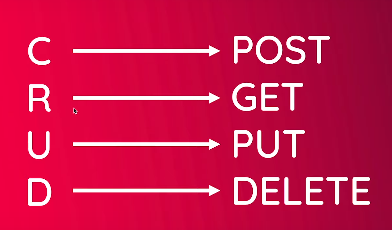 C POST
R GET
U PUT
D DELETE